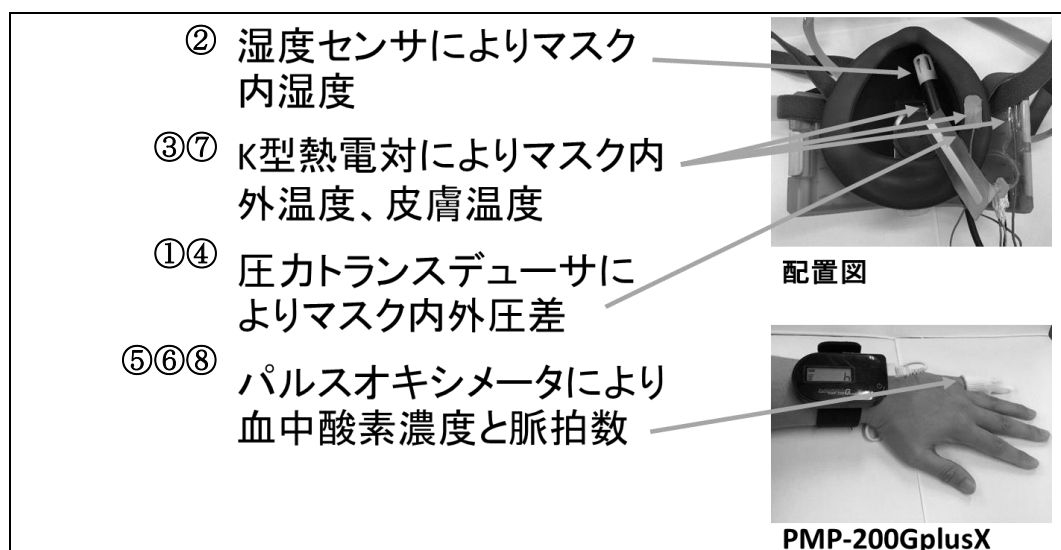 ② 湿度センサによりマスク
内湿度
③⑦ K型熱電対によりマスク内
外温度、皮膚温度
①④ 圧力トランスデューサに
よりマスク内外圧差
⑤⑥⑧ パルスオキシメータにより
血中酸素濃度と脈拍数
配置図
PMP-200GplusX